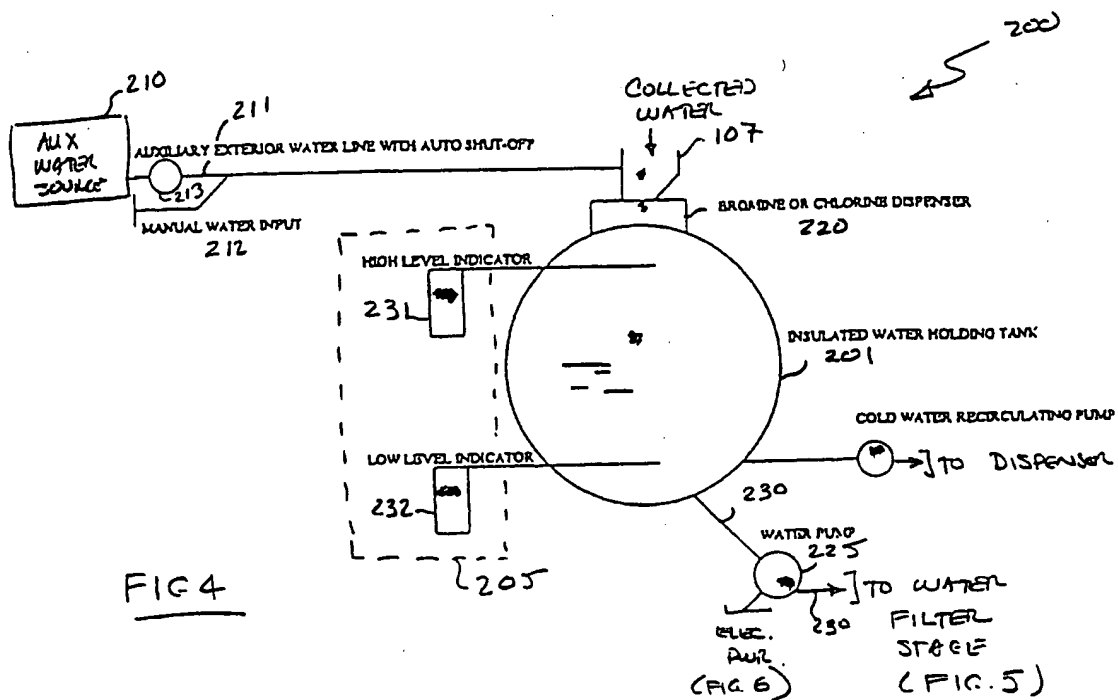 200
210
AUX
WATER
SOURCE
211
AUXILIARY EXTERIOR WATER LINE WITH AUTO SHUT-OFF
213
MANUAL WATER INPUT
212
COLLECTED
WATER
107
BROMINE OR CHLORINE DISPENSER
220
HIGH LEVEL INDICATOR
231
INSULATED WATER HOLDING TANK
201
COLD WATER RECIRCULATING PUMP
TO DISPENSER
LOW LEVEL INDICATOR
232
205
230
WATER PUMP
225
230
TO WATER
FILTER
STAGE
(FIG. 5)
ELEC.
PWR.
(FIG 6)
FIG 4